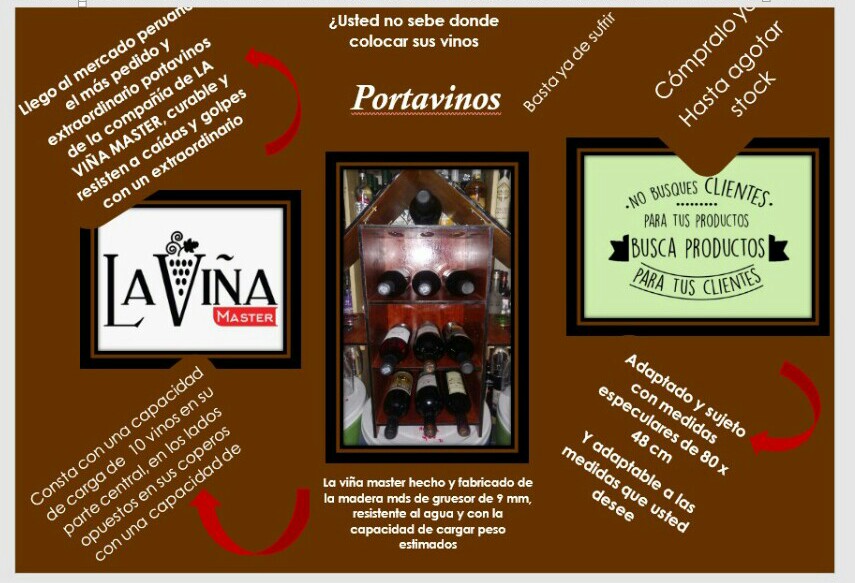 Llego al mercado peruano
el más pedido y
extraordinario portavinos
de la compañía de LA
VIÑA MASTER, curable y
resisten a caídas y golpes
con un extraordinario
¿Usted no sebe donde
colocar sus vinos
Portavinos
Basta ya de sufrir
Cómpralo ya
Hasta agotar
stock
LA VIÑA
MASTER
·NO BUSQUES CLIENTES·
PARA TUS PRODUCTOS
BUSCA PRODUCTOS
PARA TUS CLIENTES
Consta con una capacidad
de carga de 10 vinos en su
parte central, en los lados
opuestos en sus coperos
con una capacidad de
La viña master hecho y fabricado de
la madera mds de gruesor de 9 mm,
resistente al agua y con la
capacidad de cargar peso
estimados
Adaptado y sujeto
con medidas
especulares de 80 x
48 cm
Y adaptable a las
medidas que usted
desee